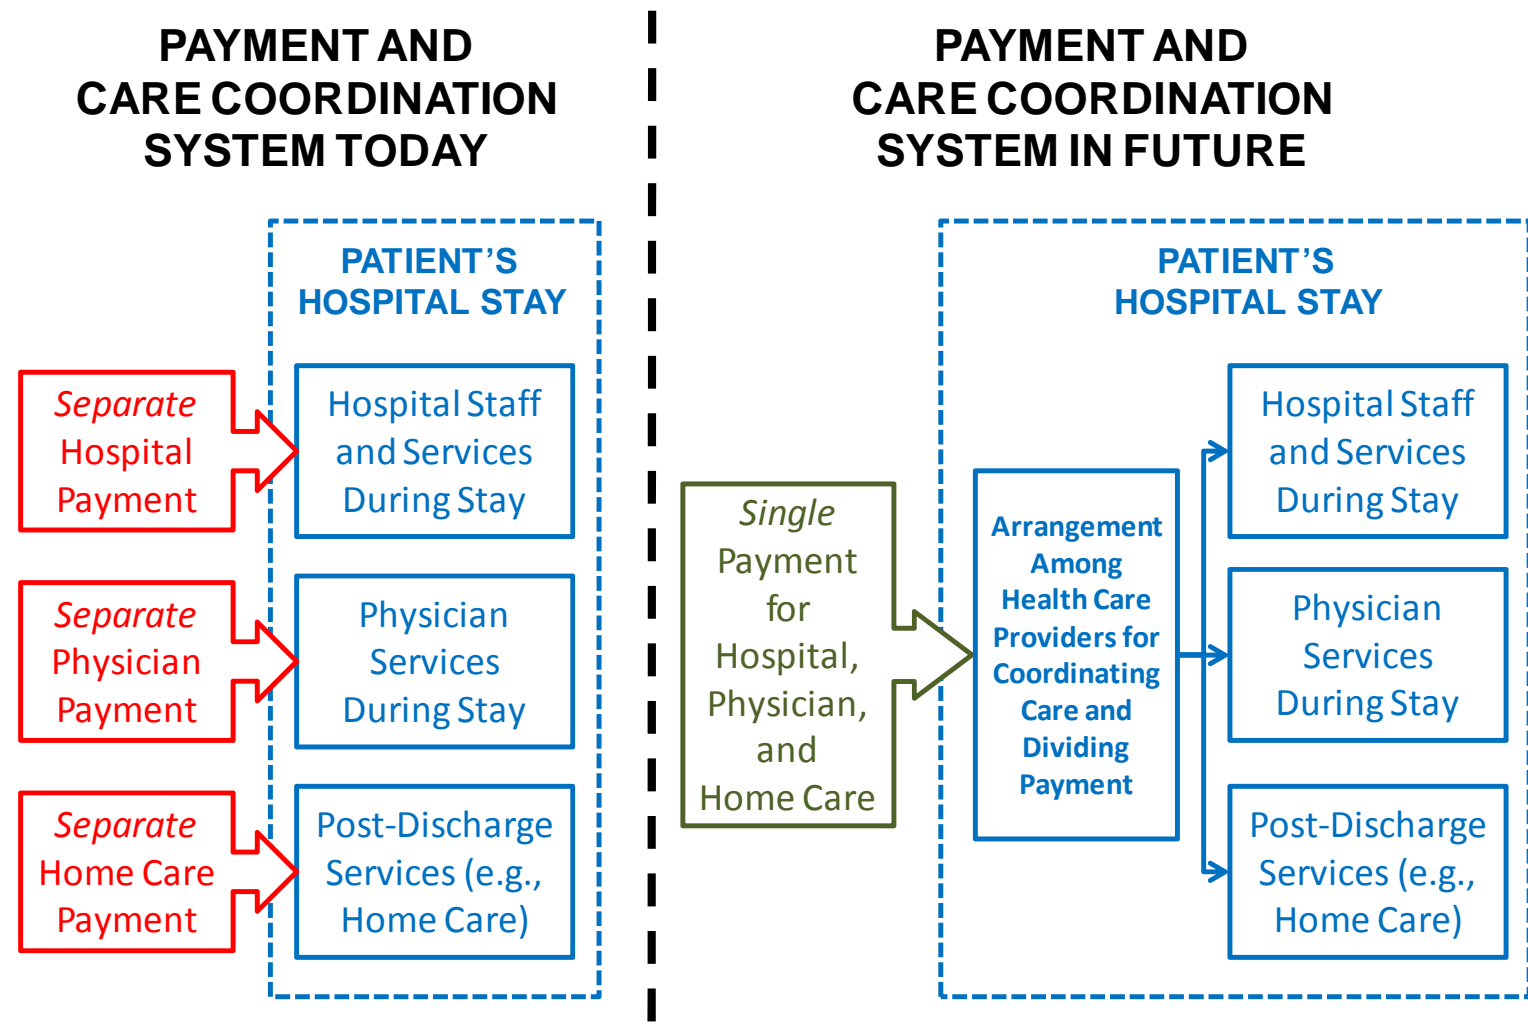 PAYMENT AND
CARE COORDINATION
SYSTEM TODAY
PATIENT’S
HOSPITAL STAY
Separate
Hospital
Payment
Hospital Staff
and Services
During Stay
Separate
Physician
Payment
Physician
Services
During Stay
Separate
Home Care
Payment
Post-Discharge
Services (e.g.,
Home Care)
PAYMENT AND
CARE COORDINATION
SYSTEM IN FUTURE
PATIENT’S
HOSPITAL STAY
Single
Payment
for
Hospital,
Physician,
and
Home Care
Arrangement
Among
Health Care
Providers for
Coordinating
Care and
Dividing
Payment
Hospital Staff
and Services
During Stay
Physician
Services
During Stay
Post-Discharge
Services (e.g.,
Home Care)